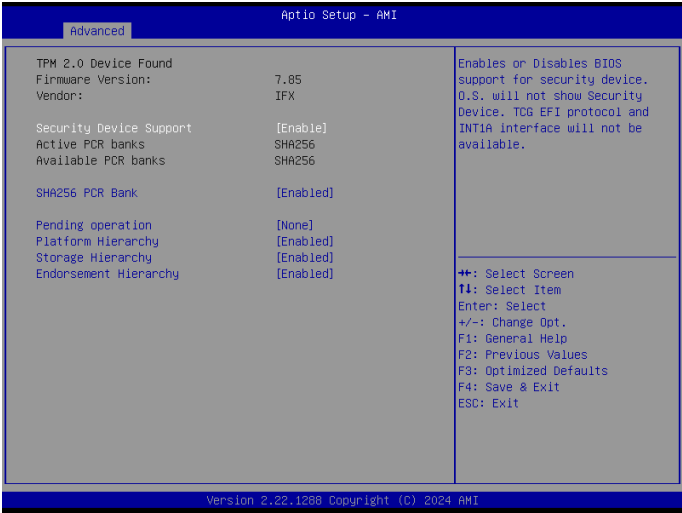 Aptio Setup – AMI
Advanced
TPM 2.0 Device Found
Firmware Version: 7.85
Vendor: IFX
Security Device Support [Enable]
Active PCR banks SHA256
Available PCR banks SHA256
SHA256 PCR Bank [Enabled]
Pending operation [None]
Platform Hierarchy [Enabled]
Storage Hierarchy [Enabled]
Endorsement Hierarchy [Enabled]
Enables or Disables BIOS
support for security device.
O.S. will not show Security
Device. TCG EFI protocol and
INT1A interface will not be
available.
→←: Select Screen
↑↓: Select Item
Enter: Select
+/-: Change Opt.
F1: General Help
F2: Previous Values
F3: Optimized Defaults
F4: Save & Exit
ESC: Exit
Version 2.22.1288 Copyright (C) 2024 AMI